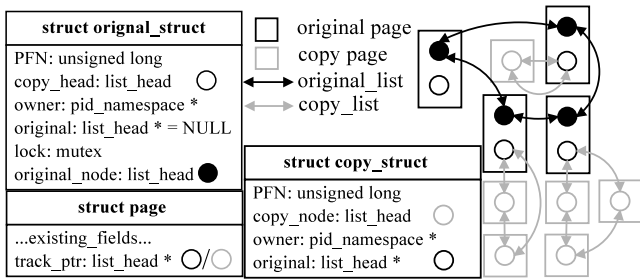 struct orignal_struct
PFN: unsigned long
copy_head: list_head
owner: pid_namespace *
original: list_head * = NULL
lock: mutex
original_node: list_head
struct page
...existing_fields...
track_ptr: list_head * /
original page
copy page
original_list
copy_list
struct copy_struct
PFN: unsigned long
copy_node: list_head
owner: pid_namespace *
original: list_head *